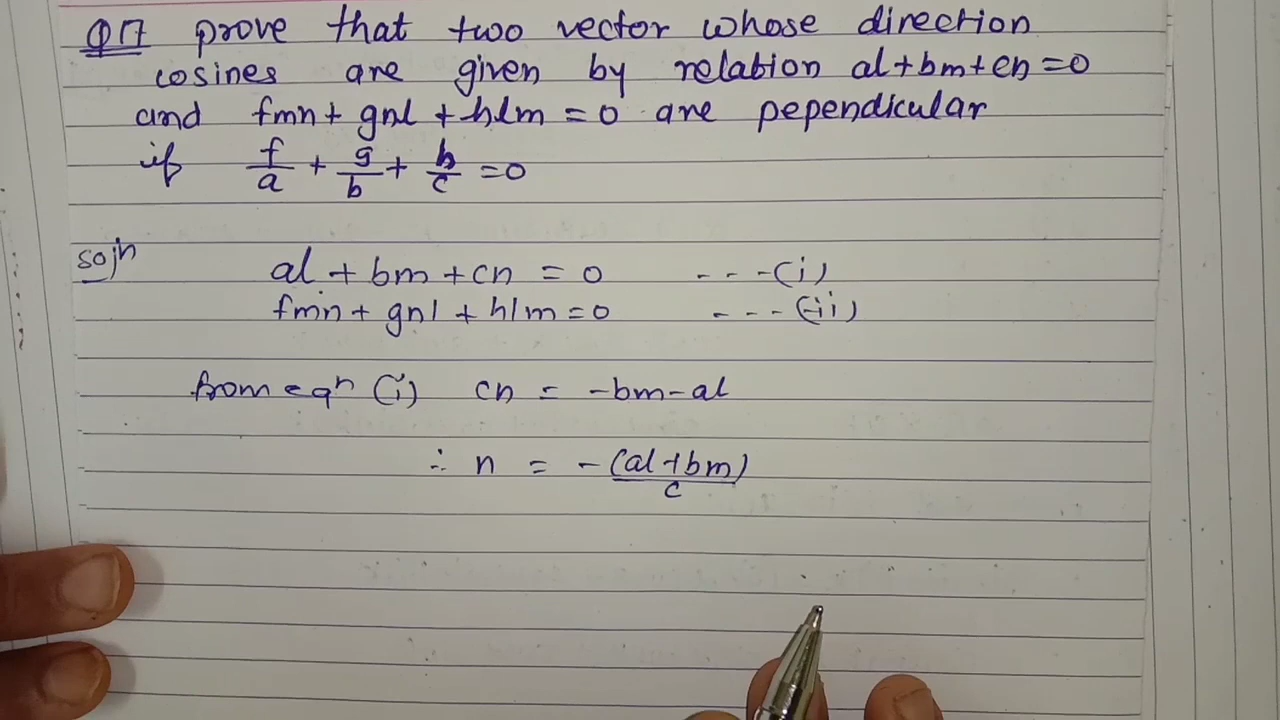 Q17 prove that two vector whose direction
cosines are given by relation al+bm+cn=0
and fmn+ gnl + hlm = 0 are pependicular
if f/a + g/b + h/c = 0
soln
al + bm + cn = 0 - - - (i)
fmn + gnl + hlm = 0 - - - (ii)
from eqn (i) cn = -bm-al
∴ n = -(al+bm)/c